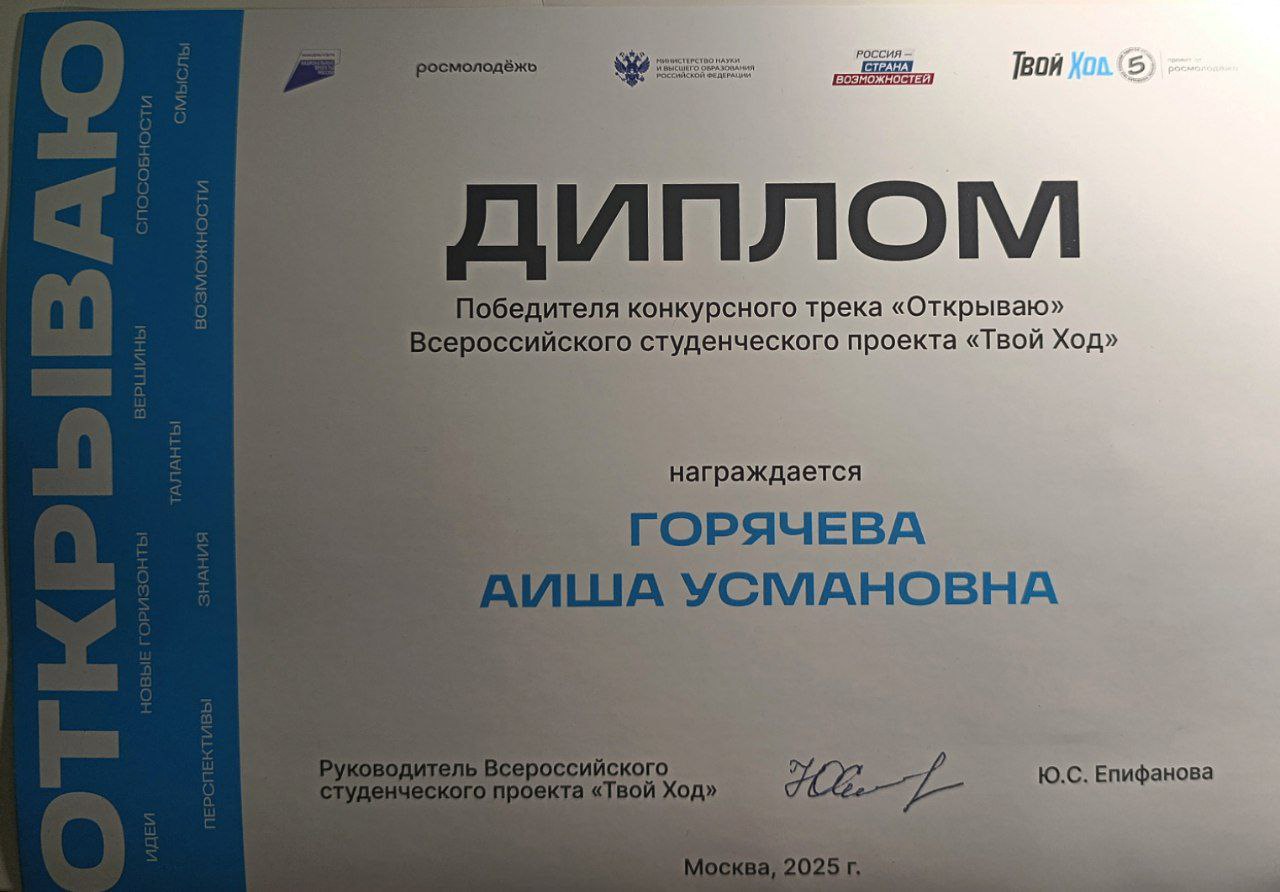 ОТКРЫВАЮ
СМЫСЛЫ
СПОСОБНОСТИ
ВОЗМОЖНОСТИ
ВЕРШИНЫ
ТАЛАНТЫ
ЗНАНИЯ
НОВЫЕ ГОРИЗОНТЫ
ПЕРСПЕКТИВЫ
ИДЕИ
росмолодёжь
МИНИСТЕРСТВО НАУКИ
И ВЫСШЕГО ОБРАЗОВАНИЯ
РОССИЙСКОЙ ФЕДЕРАЦИИ
РОССИЯ –
СТРАНА
ВОЗМОЖНОСТЕЙ
Твой Ход 5
росмолодёжь
ДИПЛОМ
Победителя конкурсного трека «Открываю»
Всероссийского студенческого проекта «Твой Ход»
награждается
ГОРЯЧЕВА
АИША УСМАНОВНА
Руководитель Всероссийского
студенческого проекта «Твой Ход»
Ю.С. Епифанова
Москва, 2025 г.